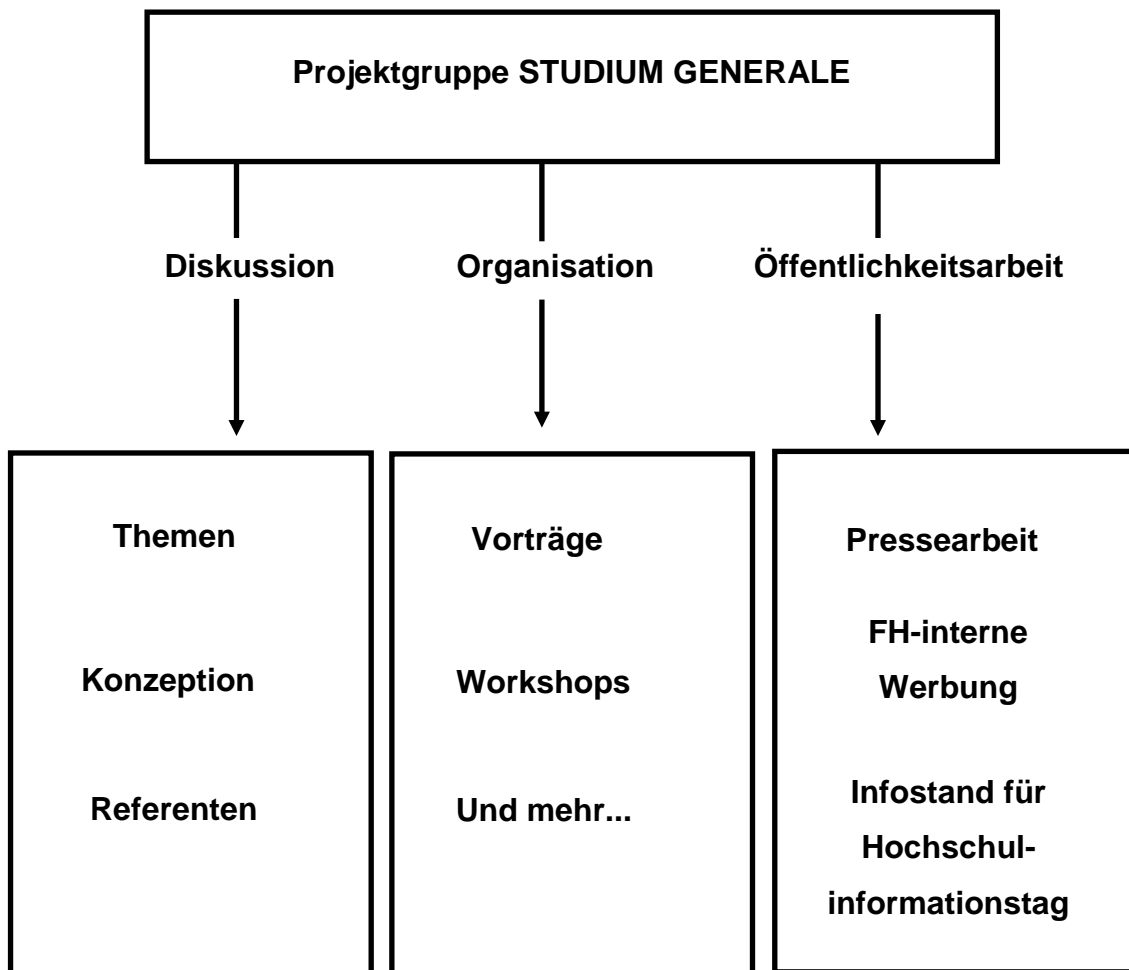 Projektgruppe STUDIUM GENERALE
Diskussion
Organisation
Öffentlichkeitsarbeit
Themen
Konzeption
Referenten
Vorträge
Workshops
Und mehr...
Pressearbeit
FH-interne
Werbung
Infostand für
Hochschul-
informationstag